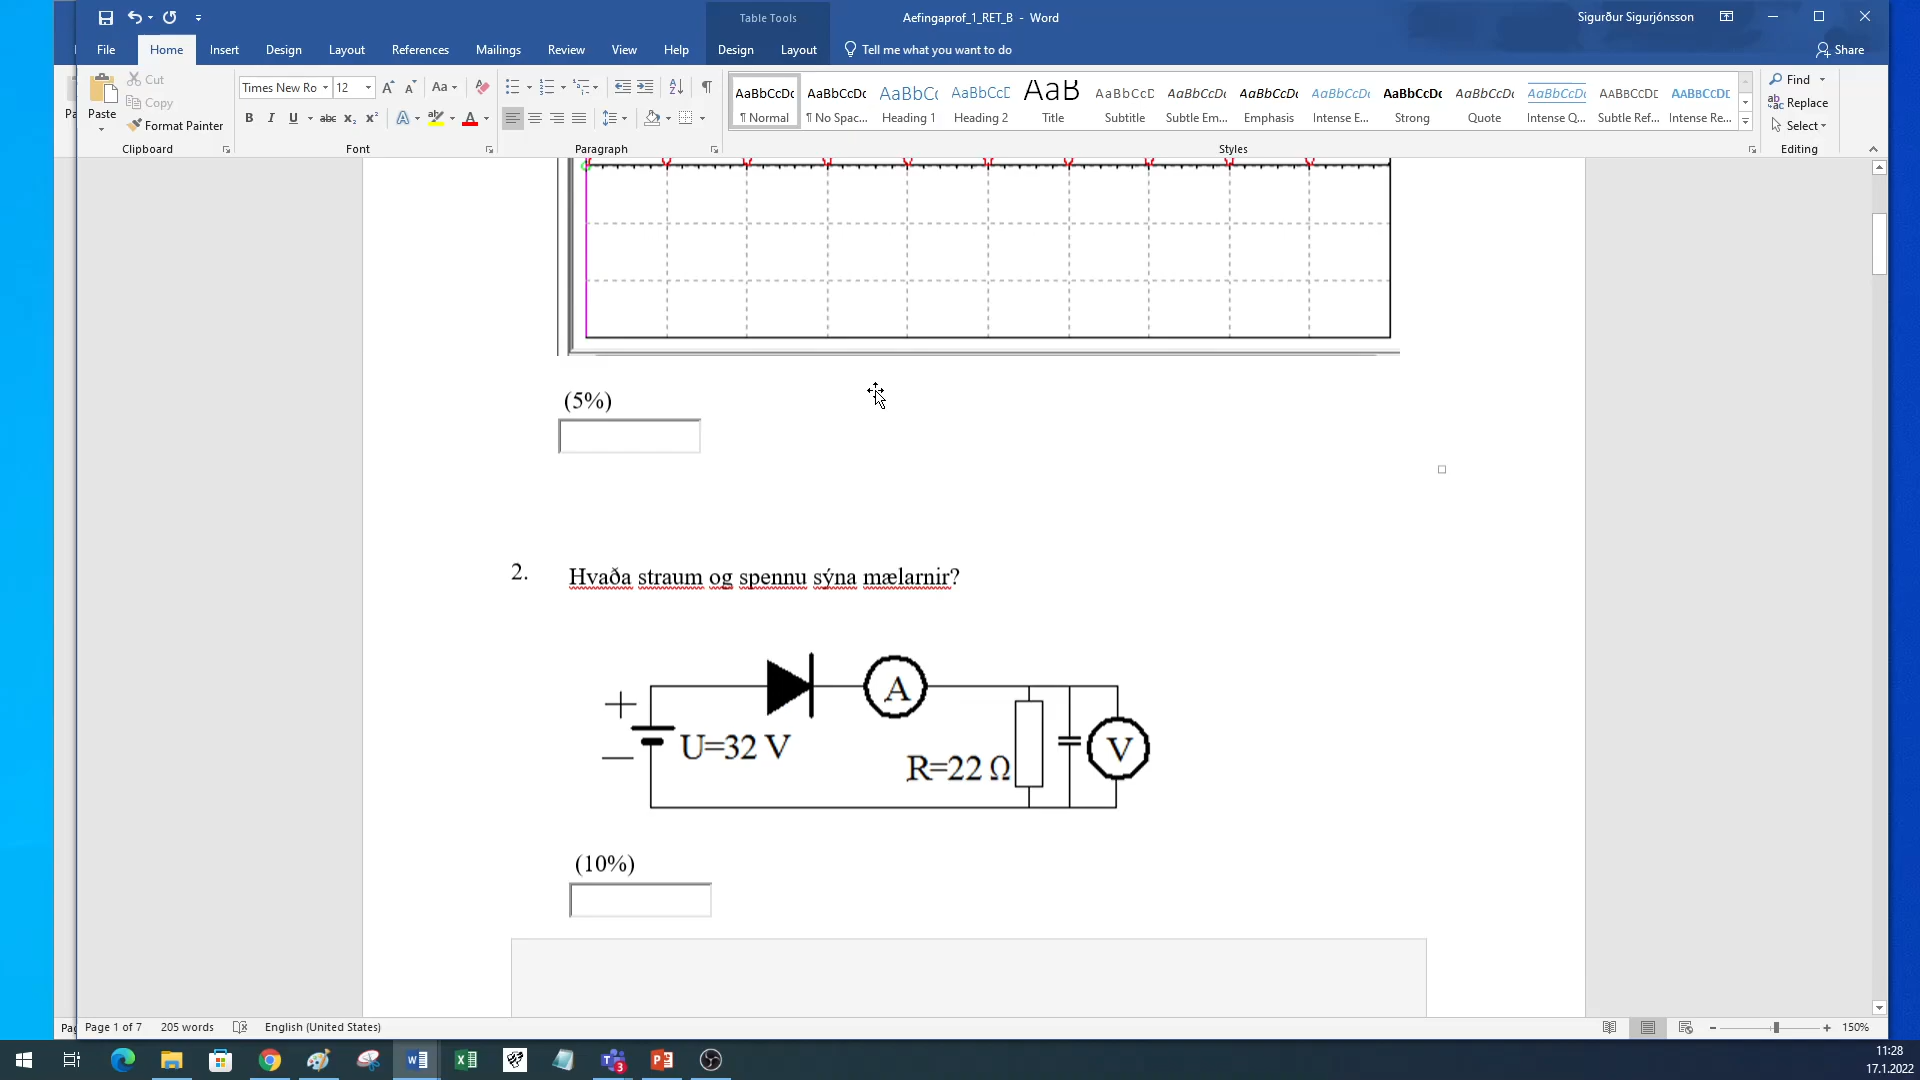 Table Tools
Aefingaprof_1_RET_B - Word
Sigurður Sigurjónsson
File Home Insert Design Layout References Mailings Review View Help Design Layout Tell me what you want to do Share
Paste
Cut
Copy
Format Painter
Clipboard
Times New Ro 12
Font
Paragraph
AaBbCcDc AaBbCcDc AaBbCc AaBbCcD AaB AaBbCcD AaBbCcDc AaBbCcDc AaBbCcDc AaBbCcDc AaBbCcDc AaBbCcDc AABBCCDE AABBCCDE
¶ Normal ¶ No Spac... Heading 1 Heading 2 Title Subtitle Subtle Em... Emphasis Intense E... Strong Quote Intense Q... Subtle Ref... Intense Re...
Styles
Find
Replace
Select
Editing
(5%)
2. Hvaða straum og spennu sýna mælarnir?
A
+
U=32 V
—
R=22 Ω
V
(10%)
Page 1 of 7 205 words English (United States) 150%
11:28
17.1.2022